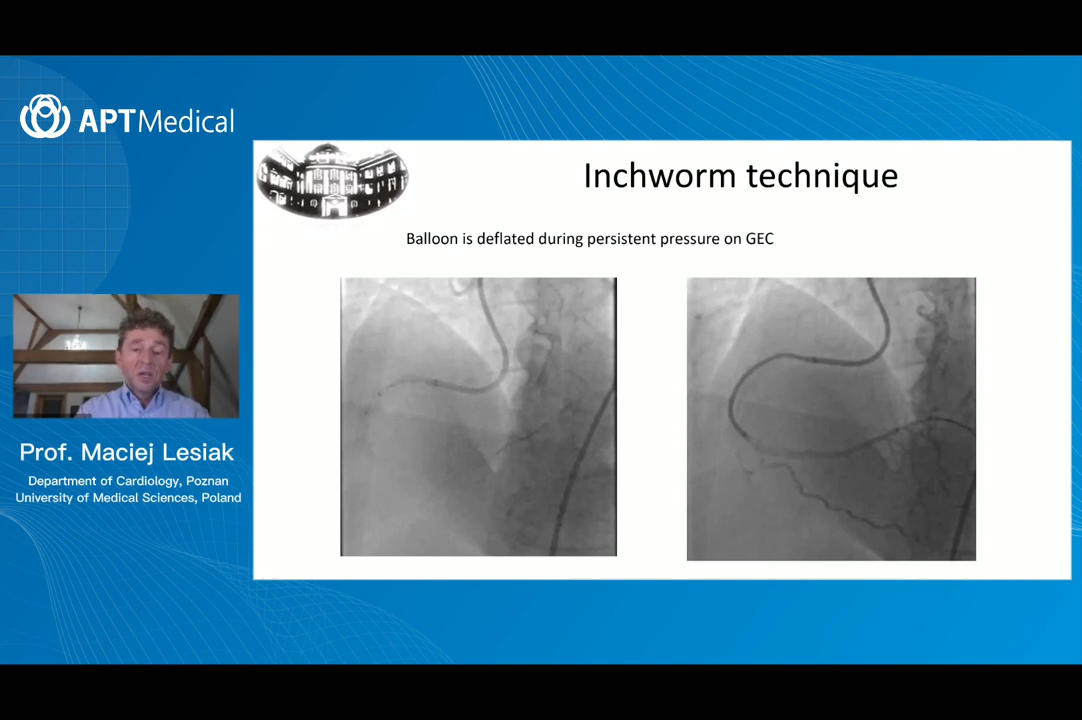 APTMedical
Inchworm technique
Balloon is deflated during persistent pressure on GEC
Prof. Maciej Lesiak
Department of Cardiology, Poznan
University of Medical Sciences, Poland